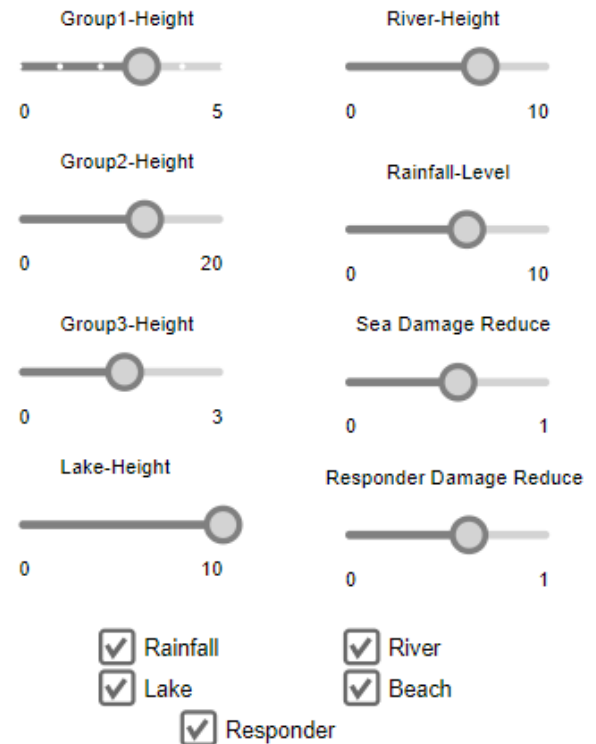 Group1-Height
0 5
River-Height
0 10
Group2-Height
0 20
Rainfall-Level
0 10
Group3-Height
0 3
Sea Damage Reduce
0 1
Lake-Height
0 10
Responder Damage Reduce
0 1
Rainfall
River
Lake
Beach
Responder